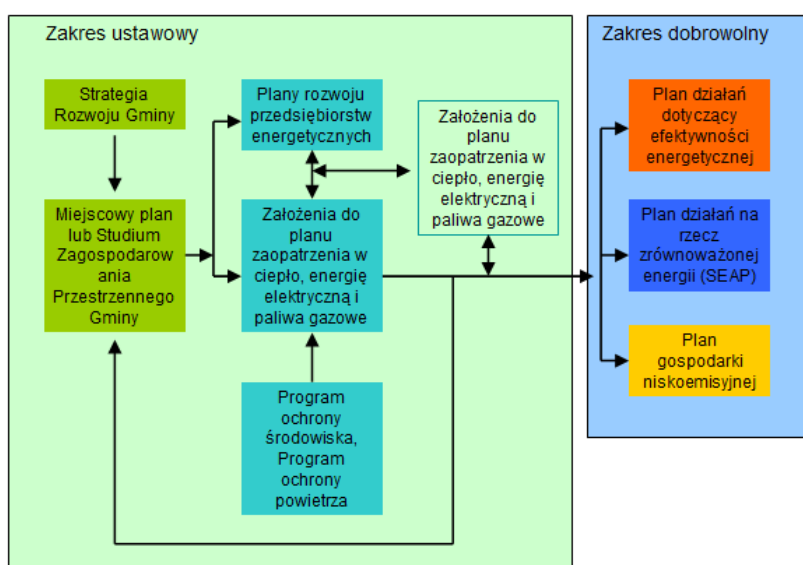 Zakres ustawowy
Strategia
Rozwoju Gminy
Miejscowy plan
lub Studium
Zagospodarow
ania
Przestrzennego
Gminy
Plany rozwoju
przedsiębiorstw
energetycznych
Założenia do
planu
zaopatrzenia w
ciepło, energię
elektryczną i
paliwa gazowe
Program
ochrony
środowiska,
Program
ochrony
powietrza
Założenia do
planu
zaopatrzenia w
ciepło, energię
elektryczną i
paliwa gazowe
Zakres dobrowolny
Plan działań
dotyczący
efektywności
energetycznej
Plan działań na
rzecz
zrównoważonej
energii (SEAP)
Plan
gospodarki
niskoemisyjnej